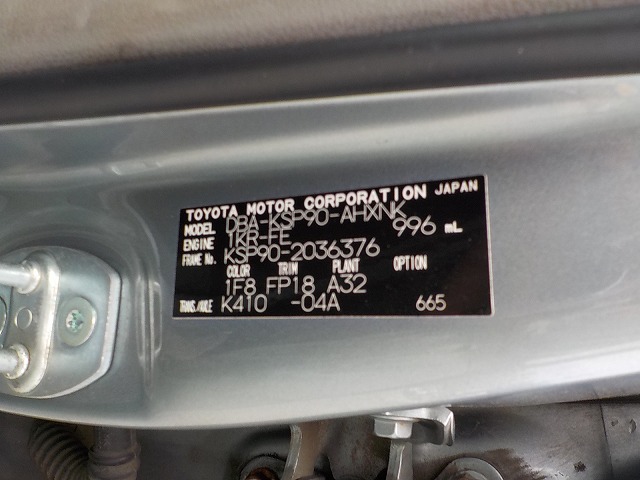 TOYOTA MOTOR CORPORATION JAPAN
MODEL DBA-KSP90-AHXNK
ENGINE 1KR-FE 996 mL
FRAME No. KSP90-2036376
COLOR TRIM PLANT OPTION
1F8 FP18 A32
TRANS/AXLE K410 -04A 665